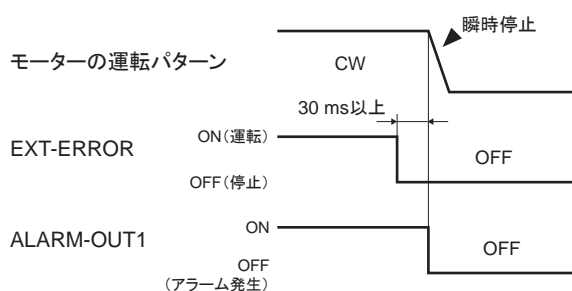 瞬時停止
モーターの運転パターン
CW
30 ms以上
EXT-ERROR
ON（運転）
OFF
OFF（停止）
ALARM-OUT1
ON
OFF
OFF
（アラーム発生）